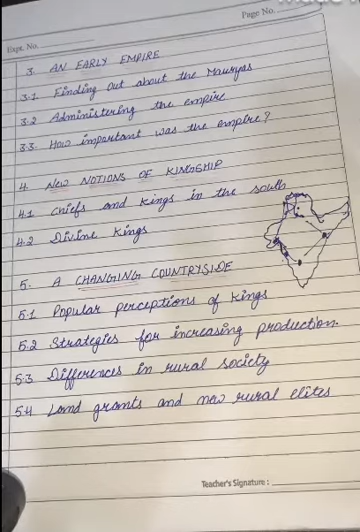 Page No.
Expt. No.
3. AN EARLY EMPIRE
3.1 Finding out about the Mauryas
3.2 Administering the empire
3.3 How important was the empire?
4. NEW NOTIONS OF KINGSHIP
4.1 Chiefs and kings in the south
4.2 Divine kings
5. A CHANGING COUNTRYSIDE
5.1 Popular perceptions of kings
5.2 Strategies for increasing production.
5.3 Differences in rural society
5.4 Land grants and new rural elites
Teacher's Signature :